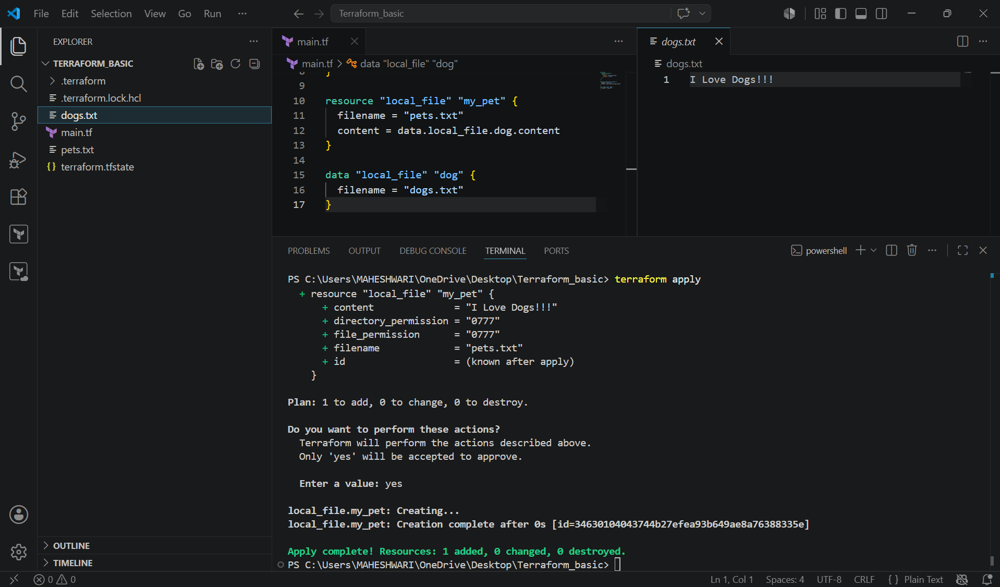 File Edit Selection View Go Run ··· Terraform_basic
EXPLORER
TERRAFORM_BASIC
.terraform
.terraform.lock.hcl
dogs.txt
main.tf
pets.txt
terraform.tfstate
OUTLINE
TIMELINE
main.tf
main.tf > data "local_file" "dog"
8 }
9
10 resource "local_file" "my_pet" {
11 filename = "pets.txt"
12 content = data.local_file.dog.content
13 }
14
15 data "local_file" "dog" {
16 filename = "dogs.txt"
17 }
dogs.txt
dogs.txt
1 I Love Dogs!!!
PROBLEMS OUTPUT DEBUG CONSOLE TERMINAL PORTS powershell
PS C:\Users\MAHESHWARI\OneDrive\Desktop\Terraform_basic> terraform apply
+ resource "local_file" "my_pet" {
+ content = "I Love Dogs!!!"
+ directory_permission = "0777"
+ file_permission = "0777"
+ filename = "pets.txt"
+ id = (known after apply)
}
Plan: 1 to add, 0 to change, 0 to destroy.
Do you want to perform these actions?
Terraform will perform the actions described above.
Only 'yes' will be accepted to approve.
Enter a value: yes
local_file.my_pet: Creating...
local_file.my_pet: Creation complete after 0s [id=34630104043744b27efea93b649ae8a76388335e]
Apply complete! Resources: 1 added, 0 changed, 0 destroyed.
PS C:\Users\MAHESHWARI\OneDrive\Desktop\Terraform_basic>
0 0 Ln 1, Col 1 Spaces: 4 UTF-8 CRLF { } Plain Text